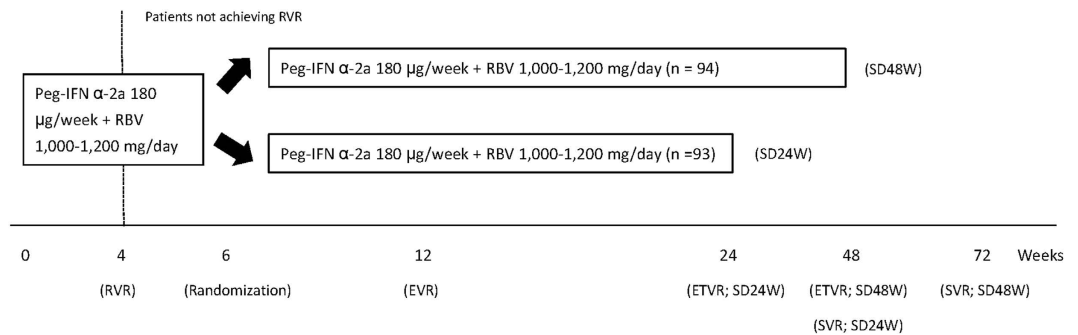 Patients not achieving RVR
Peg-IFN α-2a 180 µg/week + RBV 1,000-1,200 mg/day (n = 94)
(SD48W)
Peg-IFN α-2a 180
µg/week + RBV
1,000-1,200 mg/day
Peg-IFN α-2a 180 µg/week + RBV 1,000-1,200 mg/day (n =93)
(SD24W)
0 4 6 12 24 48 72 Weeks
(RVR) (Randomization) (EVR) (ETVR; SD24W) (ETVR; SD48W) (SVR; SD48W)
(SVR; SD24W)